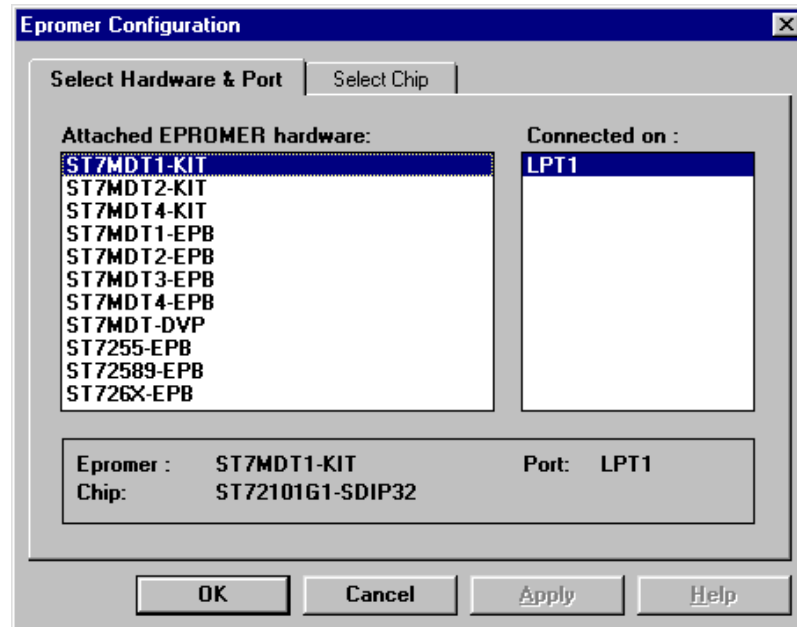 Epromer Configuration
Select Hardware & Port
Select Chip
Attached EPROMER hardware:
Connected on :
ST7MDT1-KIT
LPT1
ST7MDT2-KIT
ST7MDT4-KIT
ST7MDT1-EPB
ST7MDT2-EPB
ST7MDT3-EPB
ST7MDT4-EPB
ST7MDT-DVP
ST7255-EPB
ST72589-EPB
ST726X-EPB
Epromer : ST7MDT1-KIT Port: LPT1
Chip: ST72101G1-SDIP32
OK
Cancel
Apply
Help